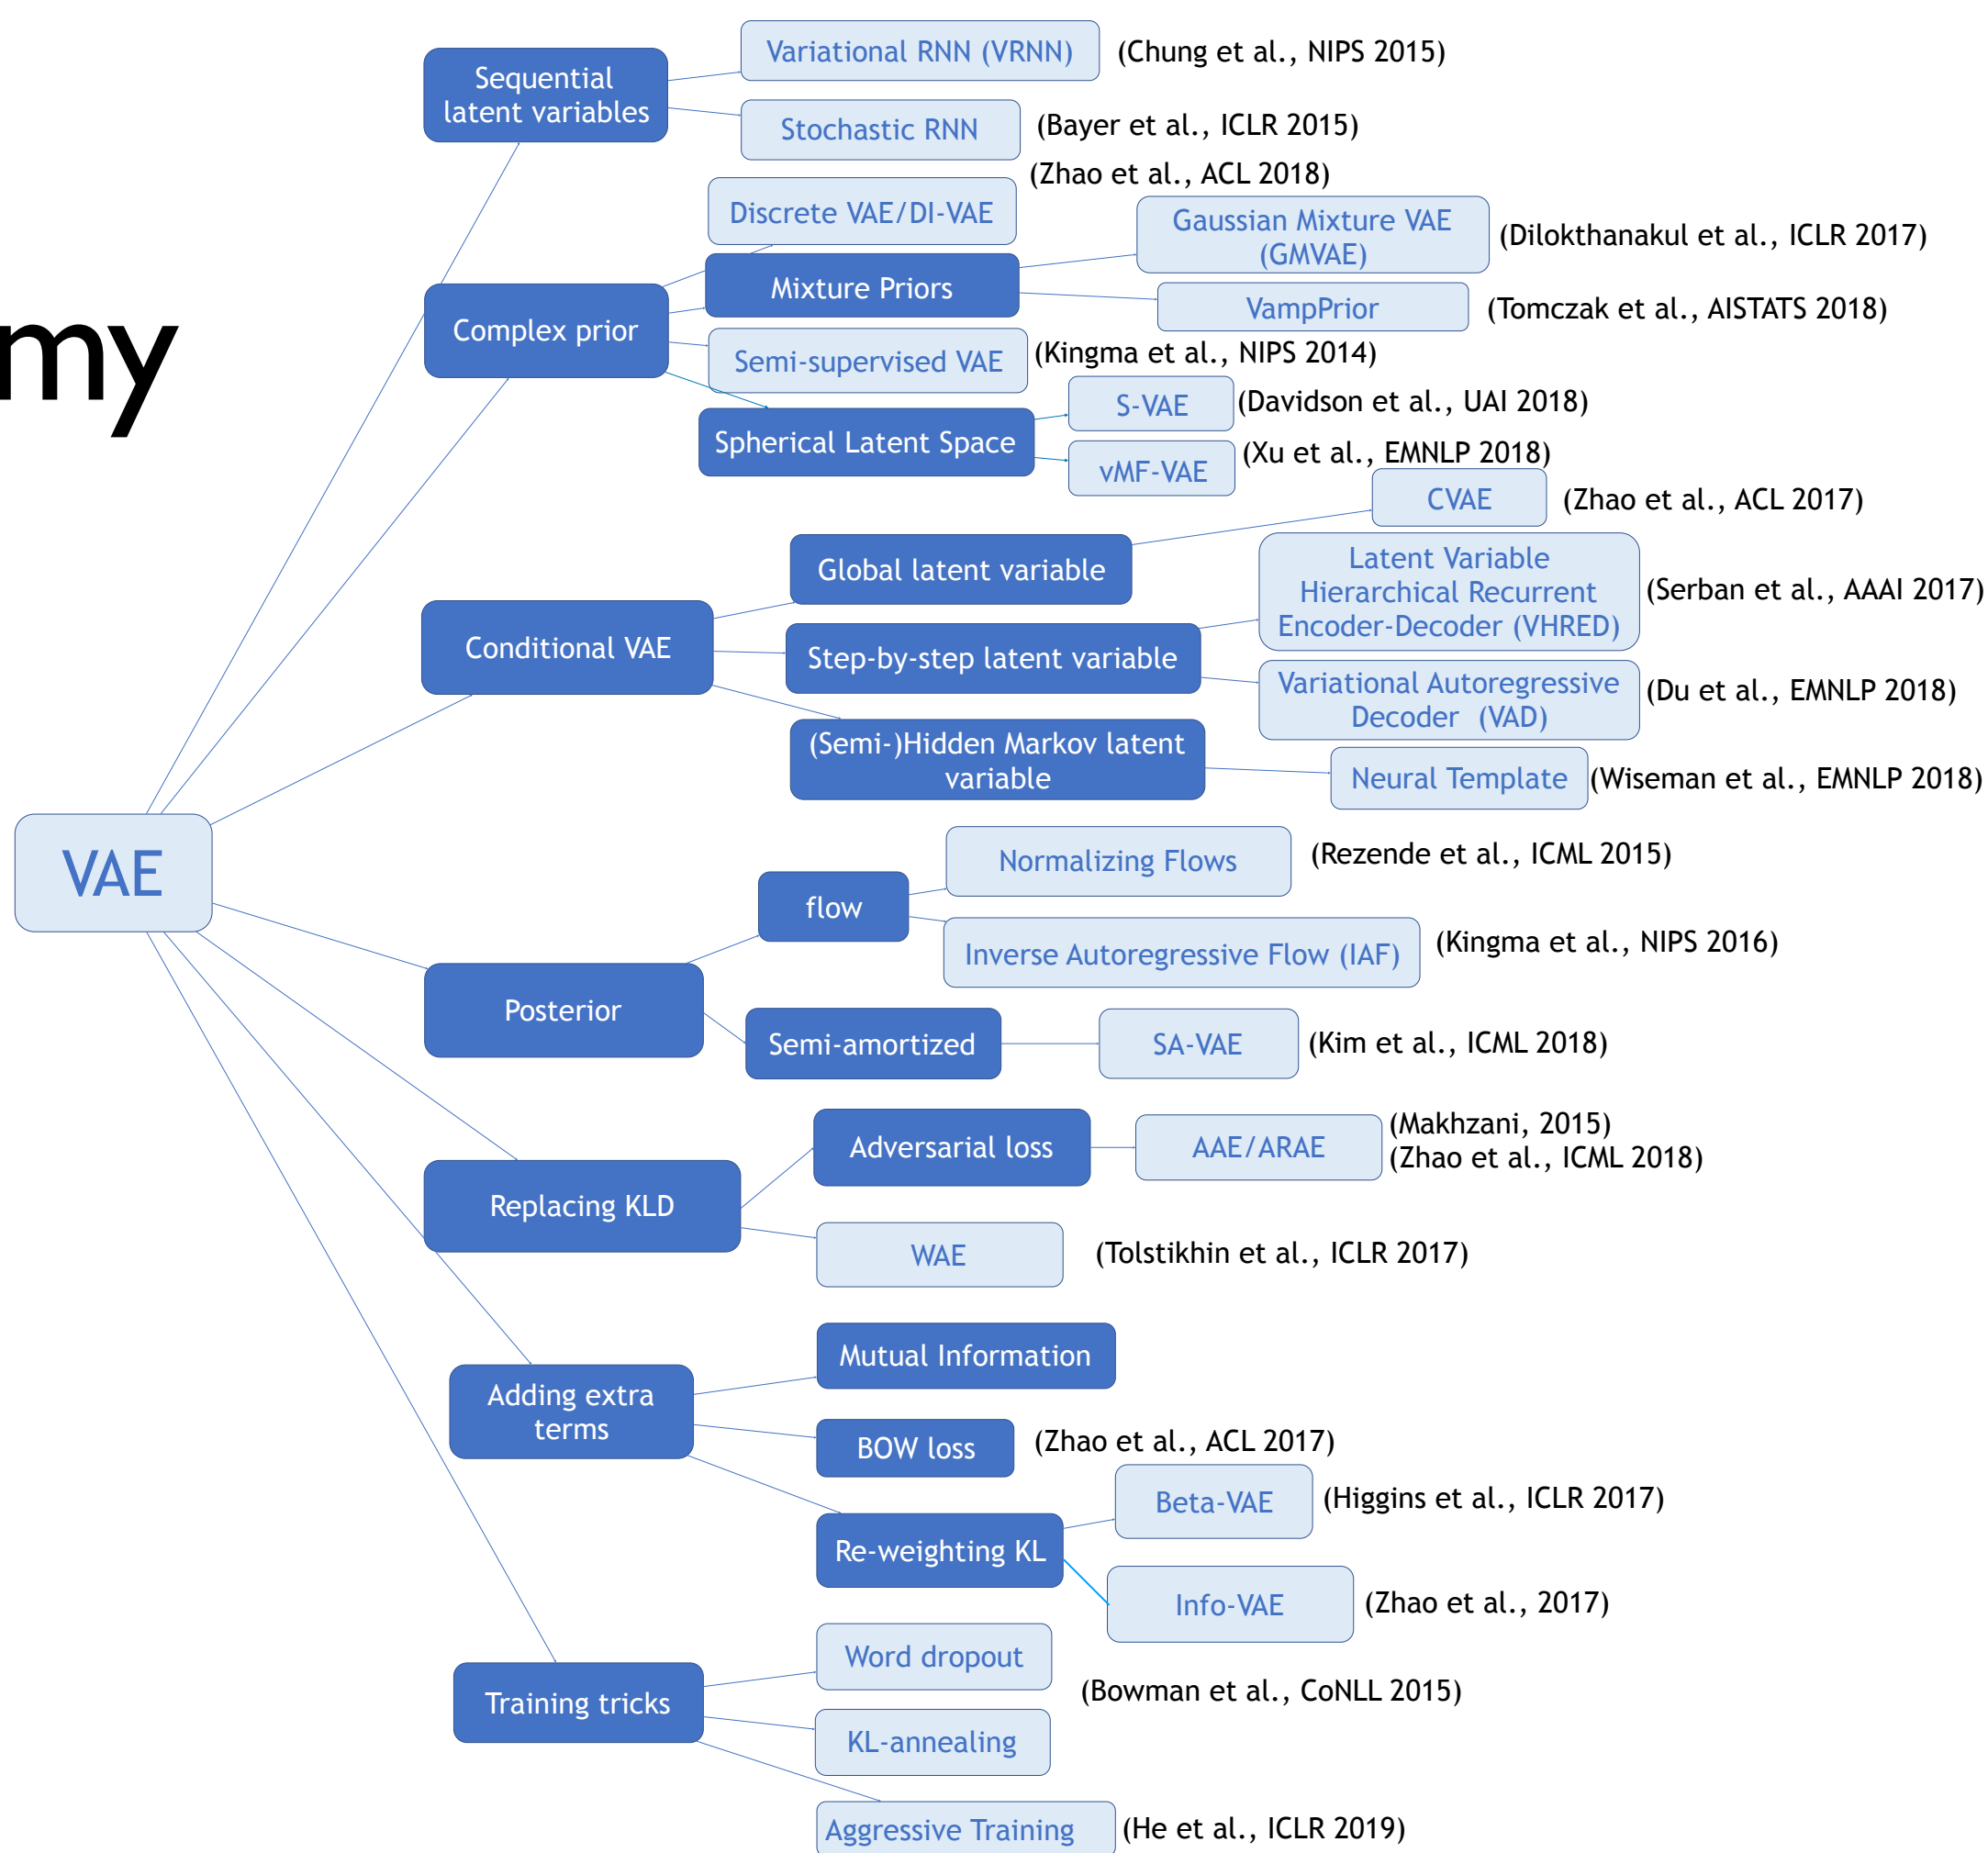 my
VAE
Sequential
latent variables
Variational RNN (VRNN)
(Chung et al., NIPS 2015)
Stochastic RNN
(Bayer et al., ICLR 2015)
(Zhao et al., ACL 2018)
Discrete VAE/DI-VAE
Complex prior
Mixture Priors
Gaussian Mixture VAE
(GMVAE)
(Dilokthanakul et al., ICLR 2017)
VampPrior
(Tomczak et al., AISTATS 2018)
Semi-supervised VAE
(Kingma et al., NIPS 2014)
Spherical Latent Space
S-VAE
(Davidson et al., UAI 2018)
vMF-VAE
(Xu et al., EMNLP 2018)
Conditional VAE
Global latent variable
CVAE
(Zhao et al., ACL 2017)
Step-by-step latent variable
Latent Variable
Hierarchical Recurrent
Encoder-Decoder (VHRED)
(Serban et al., AAAI 2017)
Variational Autoregressive
Decoder (VAD)
(Du et al., EMNLP 2018)
(Semi-)Hidden Markov latent
variable
Neural Template
(Wiseman et al., EMNLP 2018)
Posterior
flow
Normalizing Flows
(Rezende et al., ICML 2015)
Inverse Autoregressive Flow (IAF)
(Kingma et al., NIPS 2016)
Semi-amortized
SA-VAE
(Kim et al., ICML 2018)
Replacing KLD
Adversarial loss
AAE/ARAE
(Makhzani, 2015)
(Zhao et al., ICML 2018)
WAE
(Tolstikhin et al., ICLR 2017)
Adding extra
terms
Mutual Information
BOW loss
(Zhao et al., ACL 2017)
Re-weighting KL
Beta-VAE
(Higgins et al., ICLR 2017)
Info-VAE
(Zhao et al., 2017)
Training tricks
Word dropout
(Bowman et al., CoNLL 2015)
KL-annealing
Aggressive Training
(He et al., ICLR 2019)